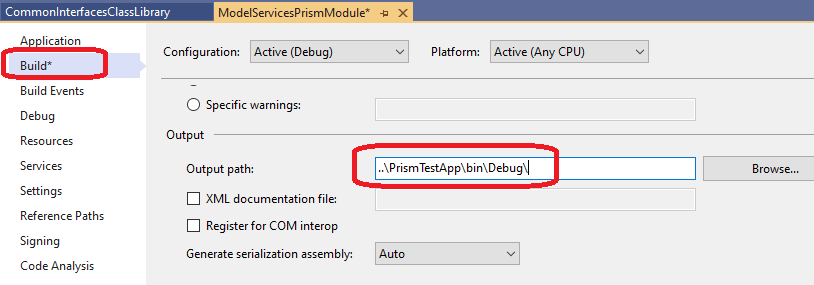 CommonInterfacesClassLibrary ModelServicesPrismModule*
Application
Configuration: Active (Debug) Platform: Active (Any CPU)
Build*
Build Events
Specific warnings:
Debug
Output
Resources
Output path: ..\PrismTestApp\bin\Debug\ Browse...
Services
Settings
XML documentation file:
Reference Paths
Register for COM interop
Signing
Generate serialization assembly: Auto
Code Analysis